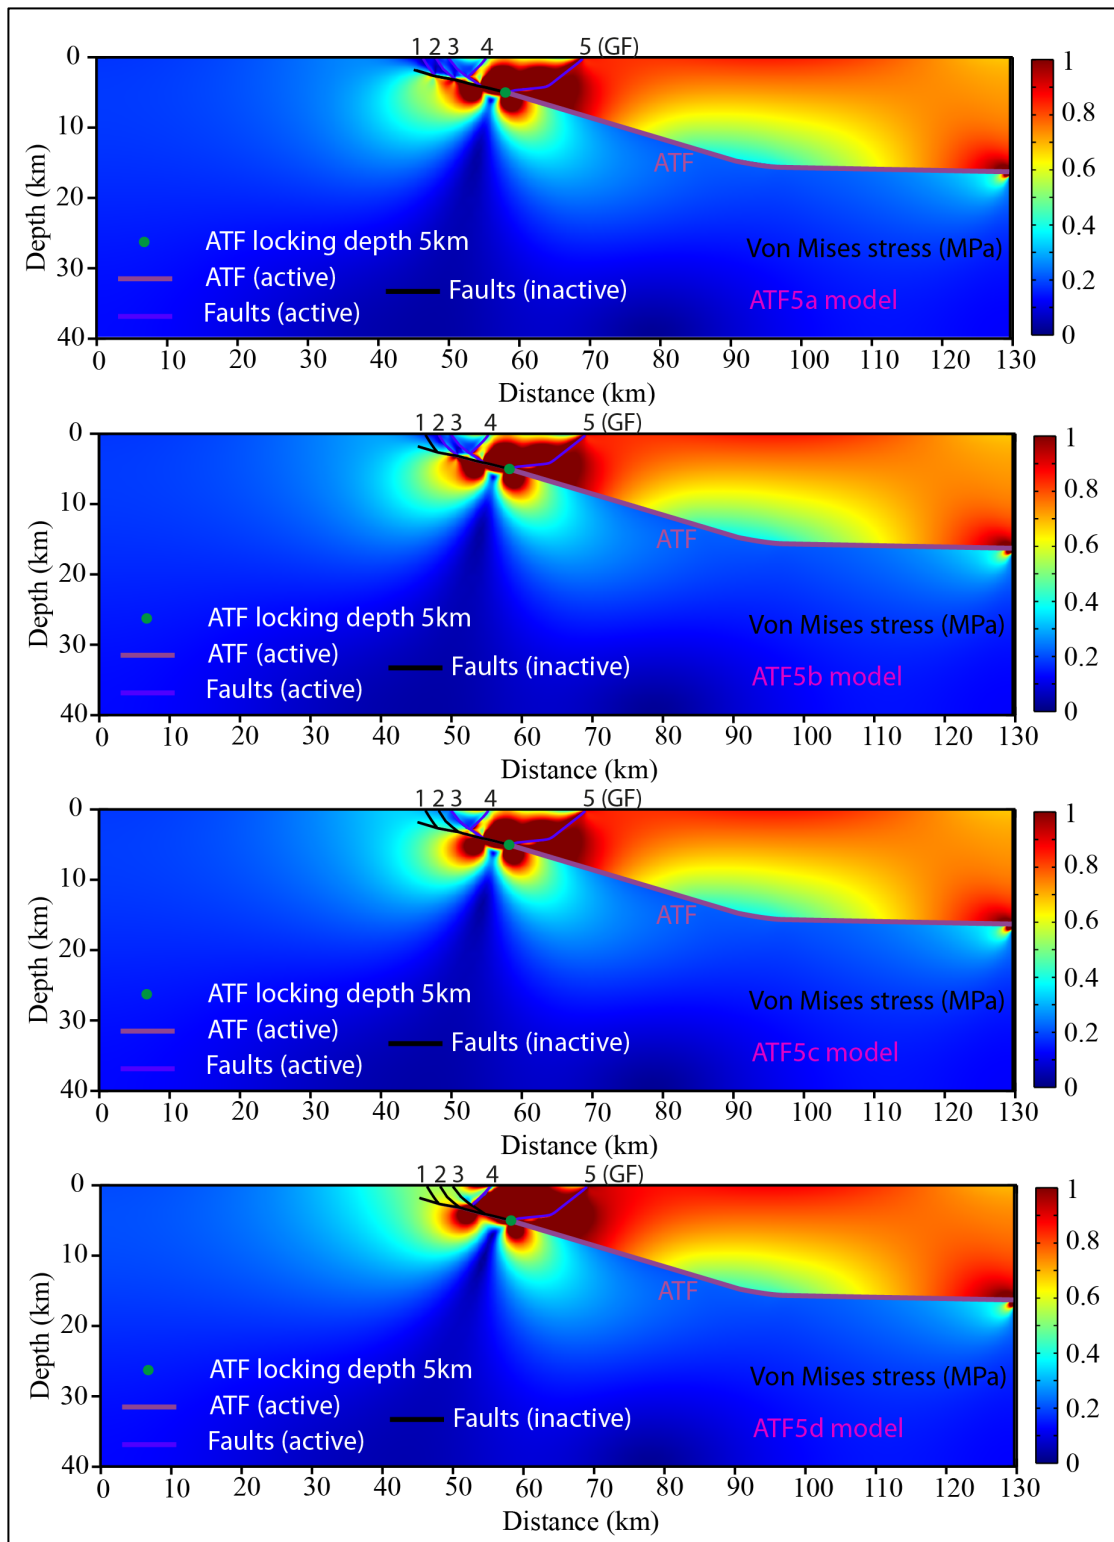 1 2 3 4 5 (GF)
0
10
20
30
40
Depth (km)
ATF
ATF locking depth 5km
ATF (active)
Faults (active)
Faults (inactive)
Von Mises stress (MPa)
ATF5a model
0 10 20 30 40 50 60 70 80 90 100 110 120 130
Distance (km)
1
0.8
0.6
0.4
0.2
0
1 2 3 4 5 (GF)
0
10
20
30
40
Depth (km)
ATF
ATF locking depth 5km
ATF (active)
Faults (active)
Faults (inactive)
Von Mises stress (MPa)
ATF5b model
0 10 20 30 40 50 60 70 80 90 100 110 120 130
Distance (km)
1
0.8
0.6
0.4
0.2
0
1 2 3 4 5 (GF)
0
10
20
30
40
Depth (km)
ATF
ATF locking depth 5km
ATF (active)
Faults (active)
Faults (inactive)
Von Mises stress (MPa)
ATF5c model
0 10 20 30 40 50 60 70 80 90 100 110 120 130
Distance (km)
1
0.8
0.6
0.4
0.2
0
1 2 3 4 5 (GF)
0
10
20
30
40
Depth (km)
ATF
ATF locking depth 5km
ATF (active)
Faults (active)
Faults (inactive)
Von Mises stress (MPa)
ATF5d model
0 10 20 30 40 50 60 70 80 90 100 110 120 130
Distance (km)
1
0.8
0.6
0.4
0.2
0